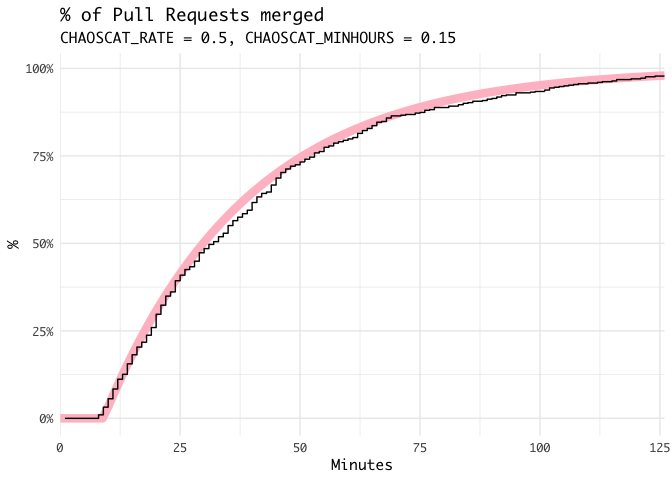 % of Pull Requests merged
CHAOSCAT_RATE = 0.5, CHAOSCAT_MINHOURS = 0.15
100%
75%
50%
25%
0%
%
0 25 50 75 100 125
Minutes